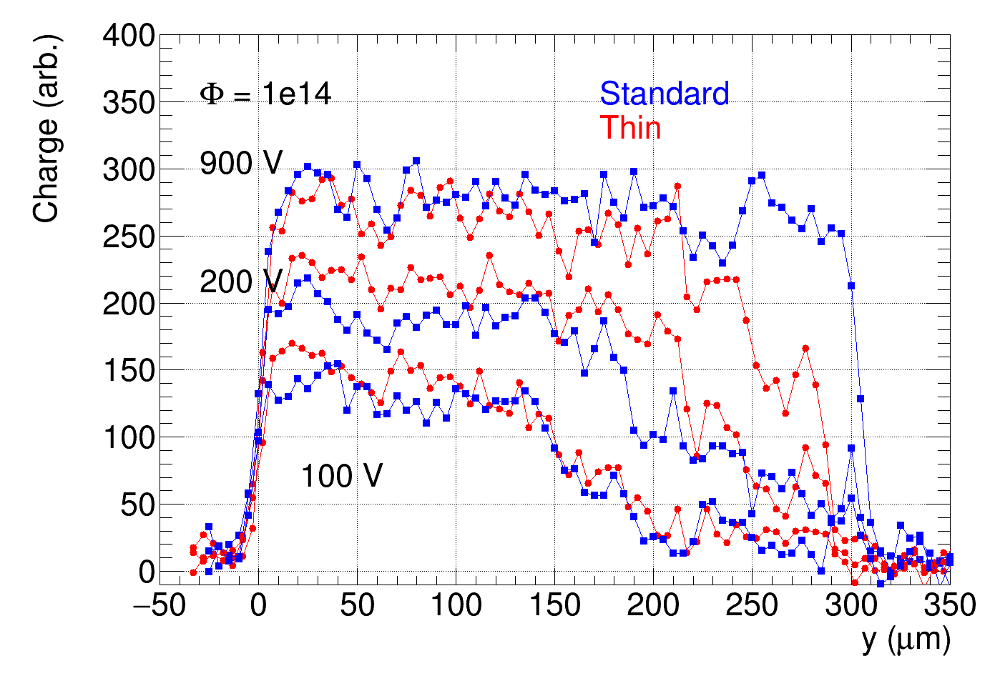 Charge (arb.)
400
350
300
250
200
150
100
50
0
Φ = 1e14
Standard
Thin
900 V
200 V
100 V
−50 0 50 100 150 200 250 300 350
y (μm)